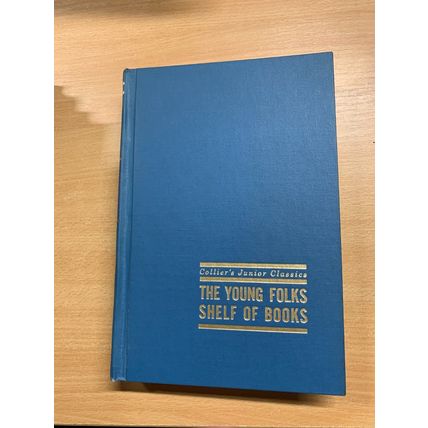 Collier's Junior Classics
THE YOUNG FOLKS
SHELF OF BOOKS